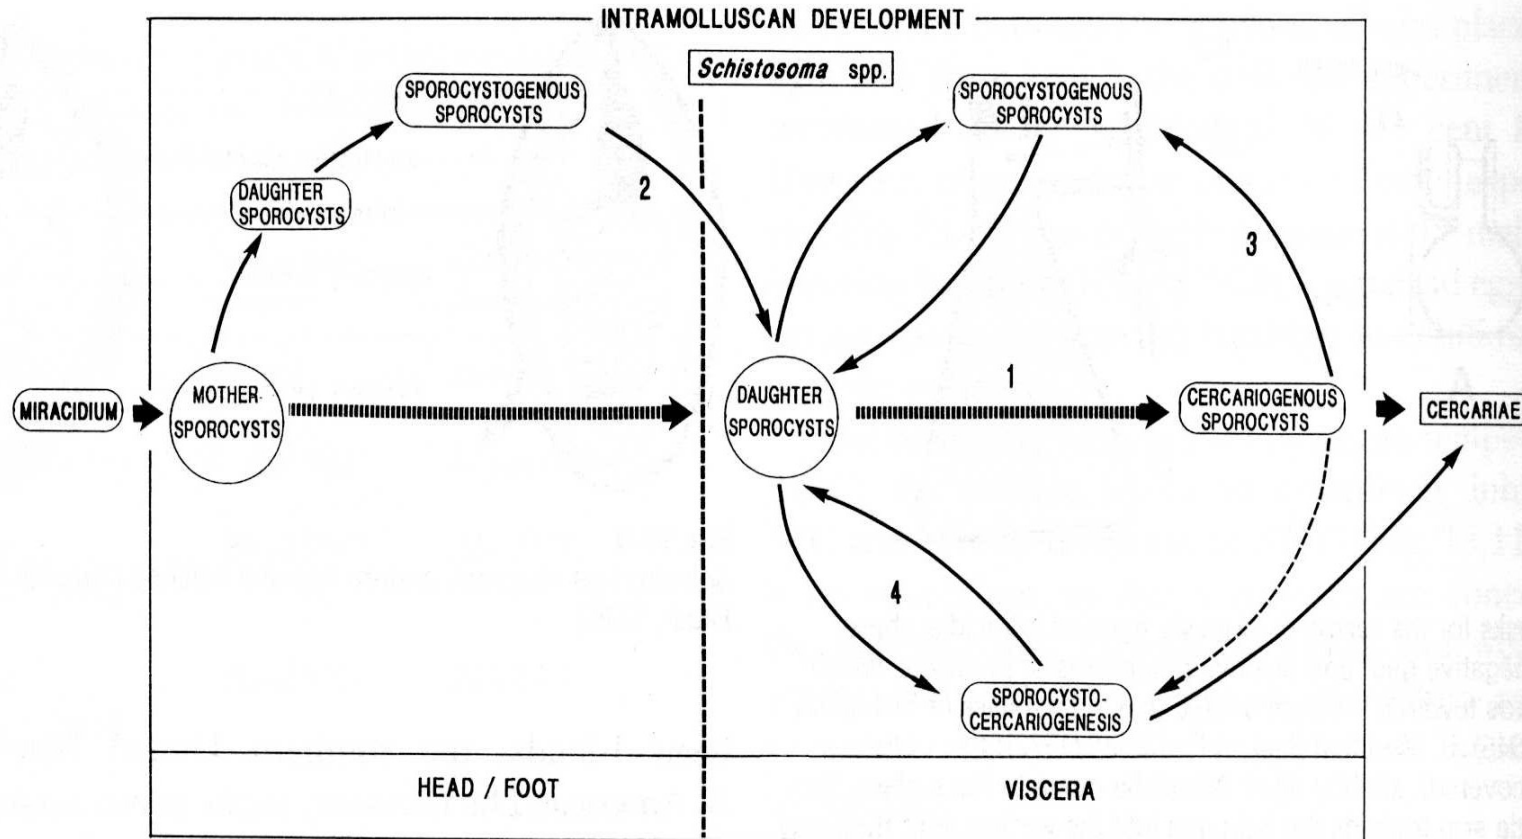 INTRAMOLLUSCAN DEVELOPMENT
Schistosoma spp.
SPOROCYSTOGENOUS
SPOROCYSTS
SPOROCYSTOGENOUS
SPOROCYSTS
DAUGHTER
SPOROCYSTS
2
3
MIRACIDIUM
MOTHER-
SPOROCYSTS
DAUGHTER
SPOROCYSTS
1
CERCARIOGENOUS
SPOROCYSTS
CERCARIAE
4
SPOROCYSTO-
CERCARIOGENESIS
HEAD / FOOT
VISCERA